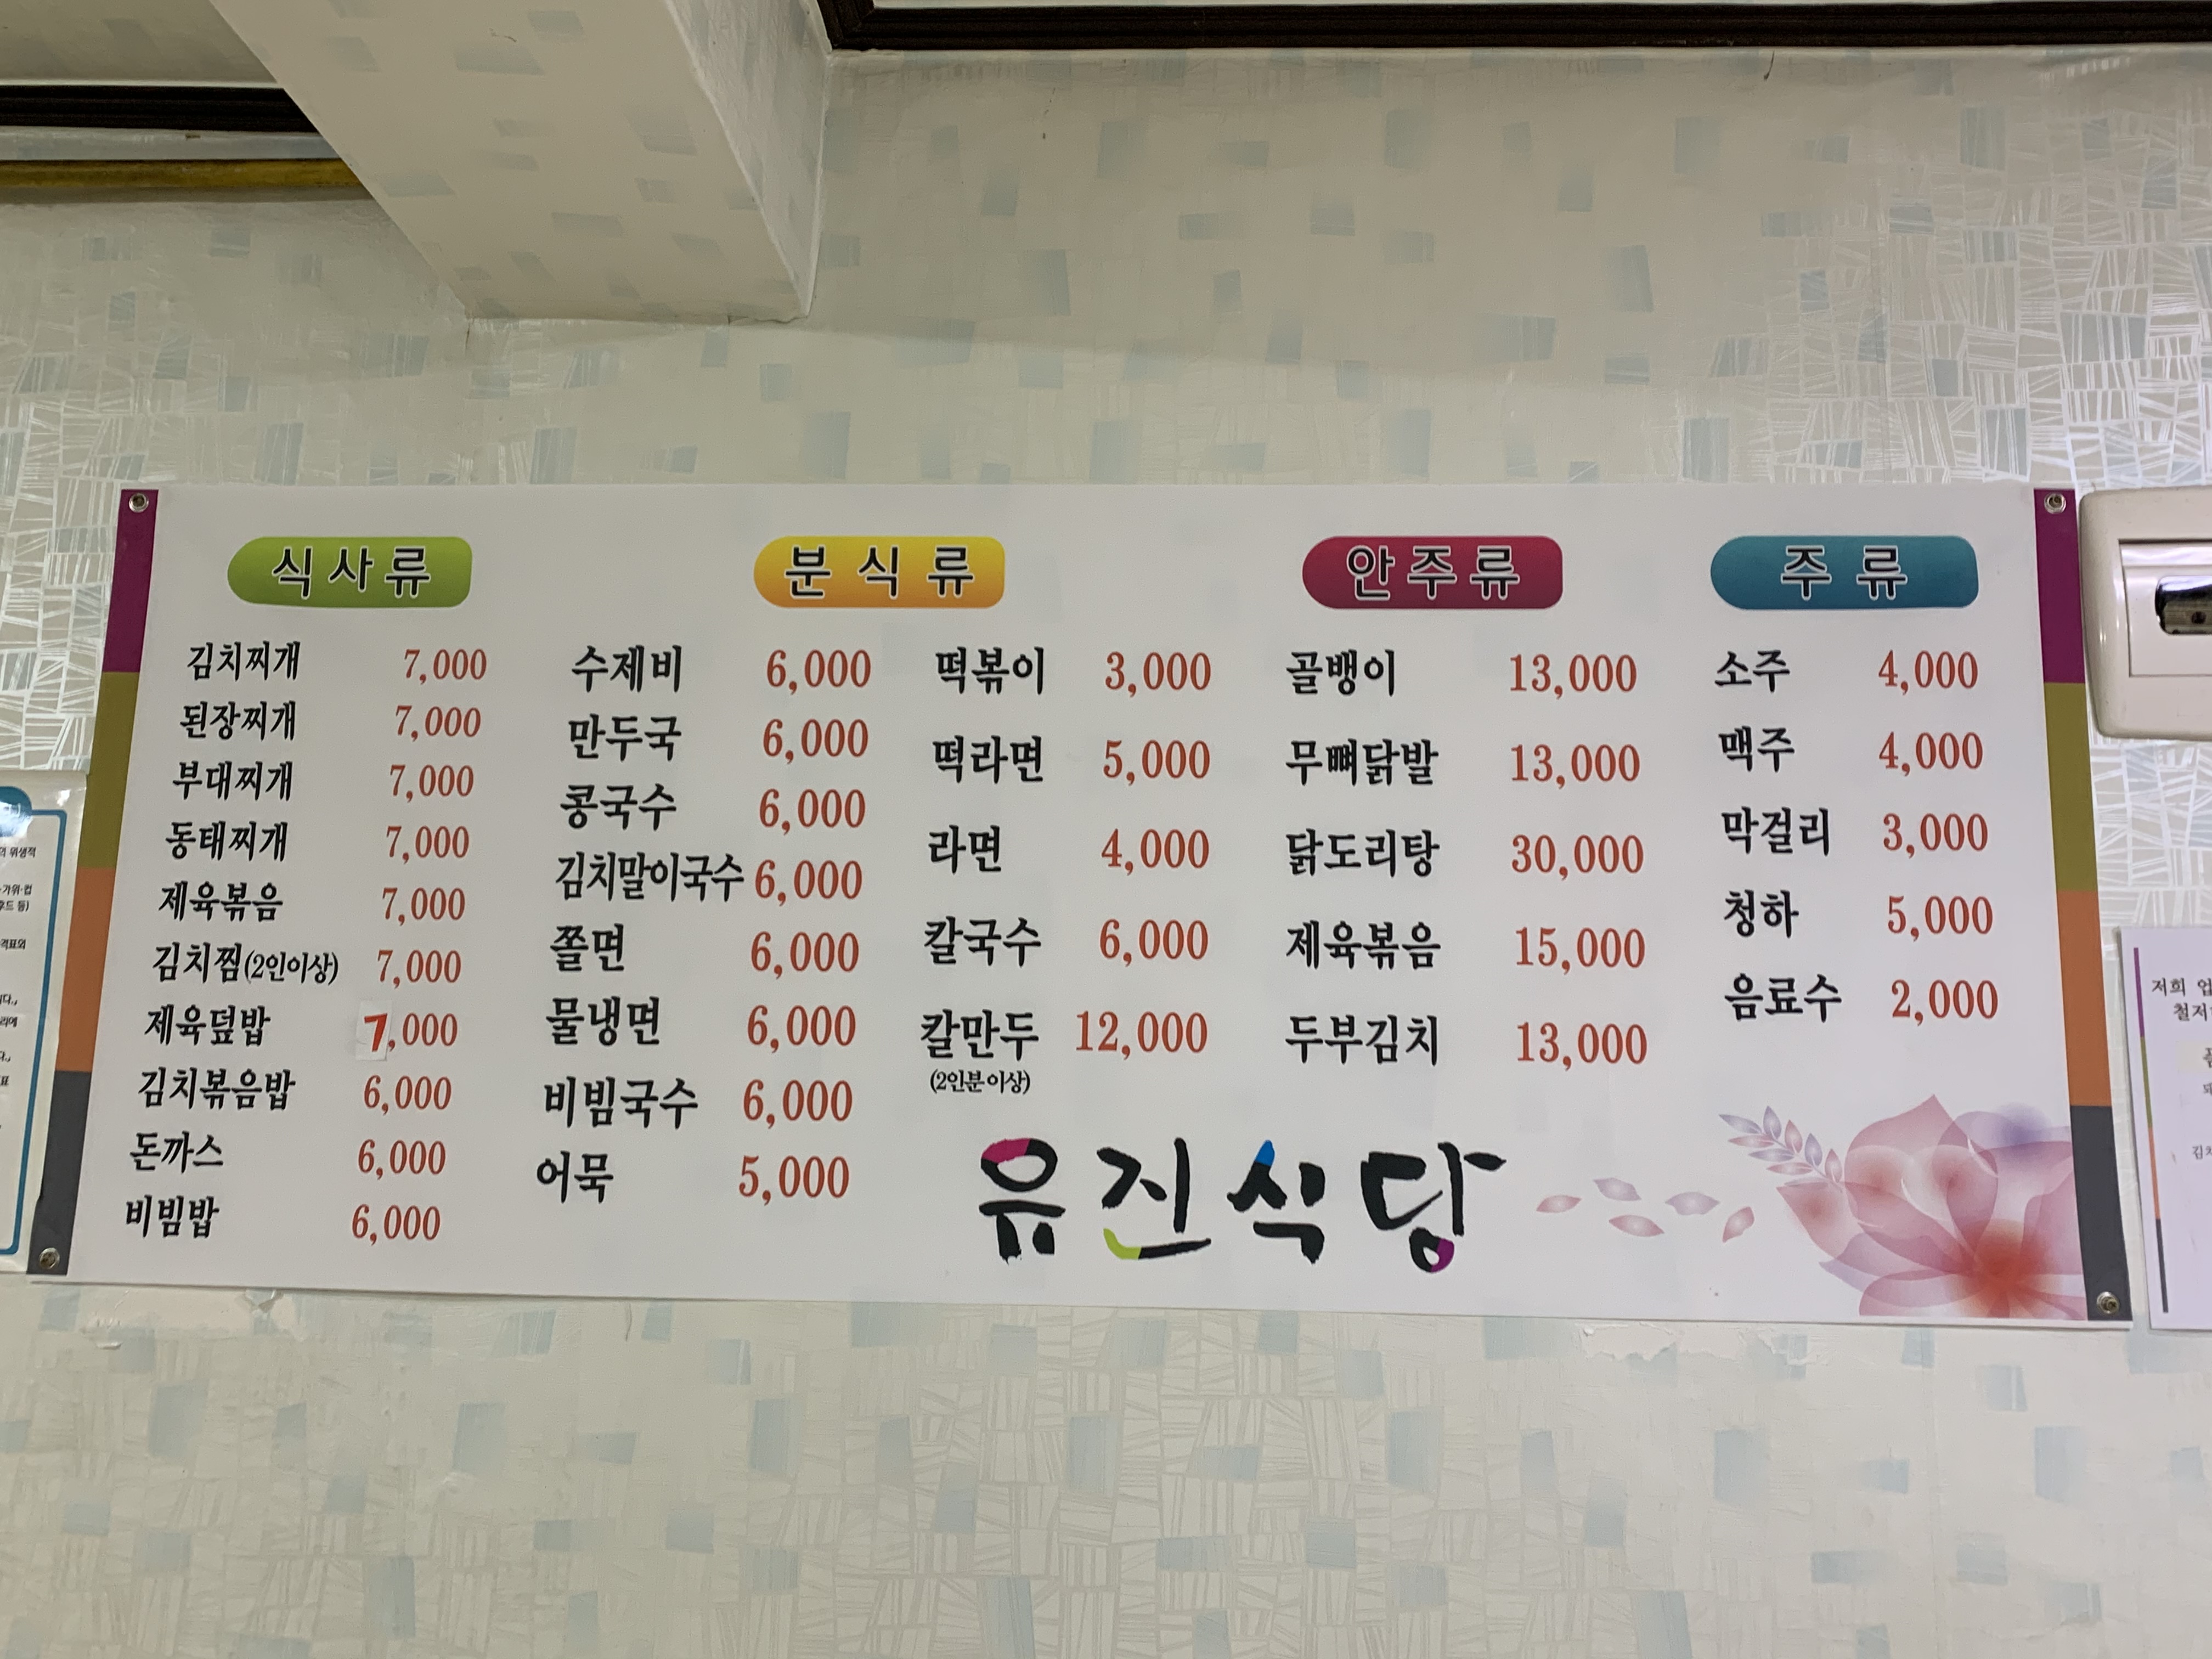 식사류
김치찌개 7,000
된장찌개 7,000
부대찌개 7,000
동태찌개 7,000
제육볶음 7,000
김치찜(2인이상) 7,000
제육덮밥 7,000
김치볶음밥 6,000
돈까스 6,000
비빔밥 6,000
분식류
수제비 6,000
만두국 6,000
콩국수 6,000
김치말이국수 6,000
쫄면 6,000
물냉면 6,000
비빔국수 6,000
어묵 5,000
떡볶이 3,000
떡라면 5,000
라면 4,000
칼국수 6,000
칼만두 12,000
(2인분이상)
안주류
골뱅이 13,000
무뼈닭발 13,000
닭도리탕 30,000
제육볶음 15,000
두부김치 13,000
주류
소주 4,000
맥주 4,000
막걸리 3,000
청하 5,000
음료수 2,000
유진식당
위생적
가위·컵
저희